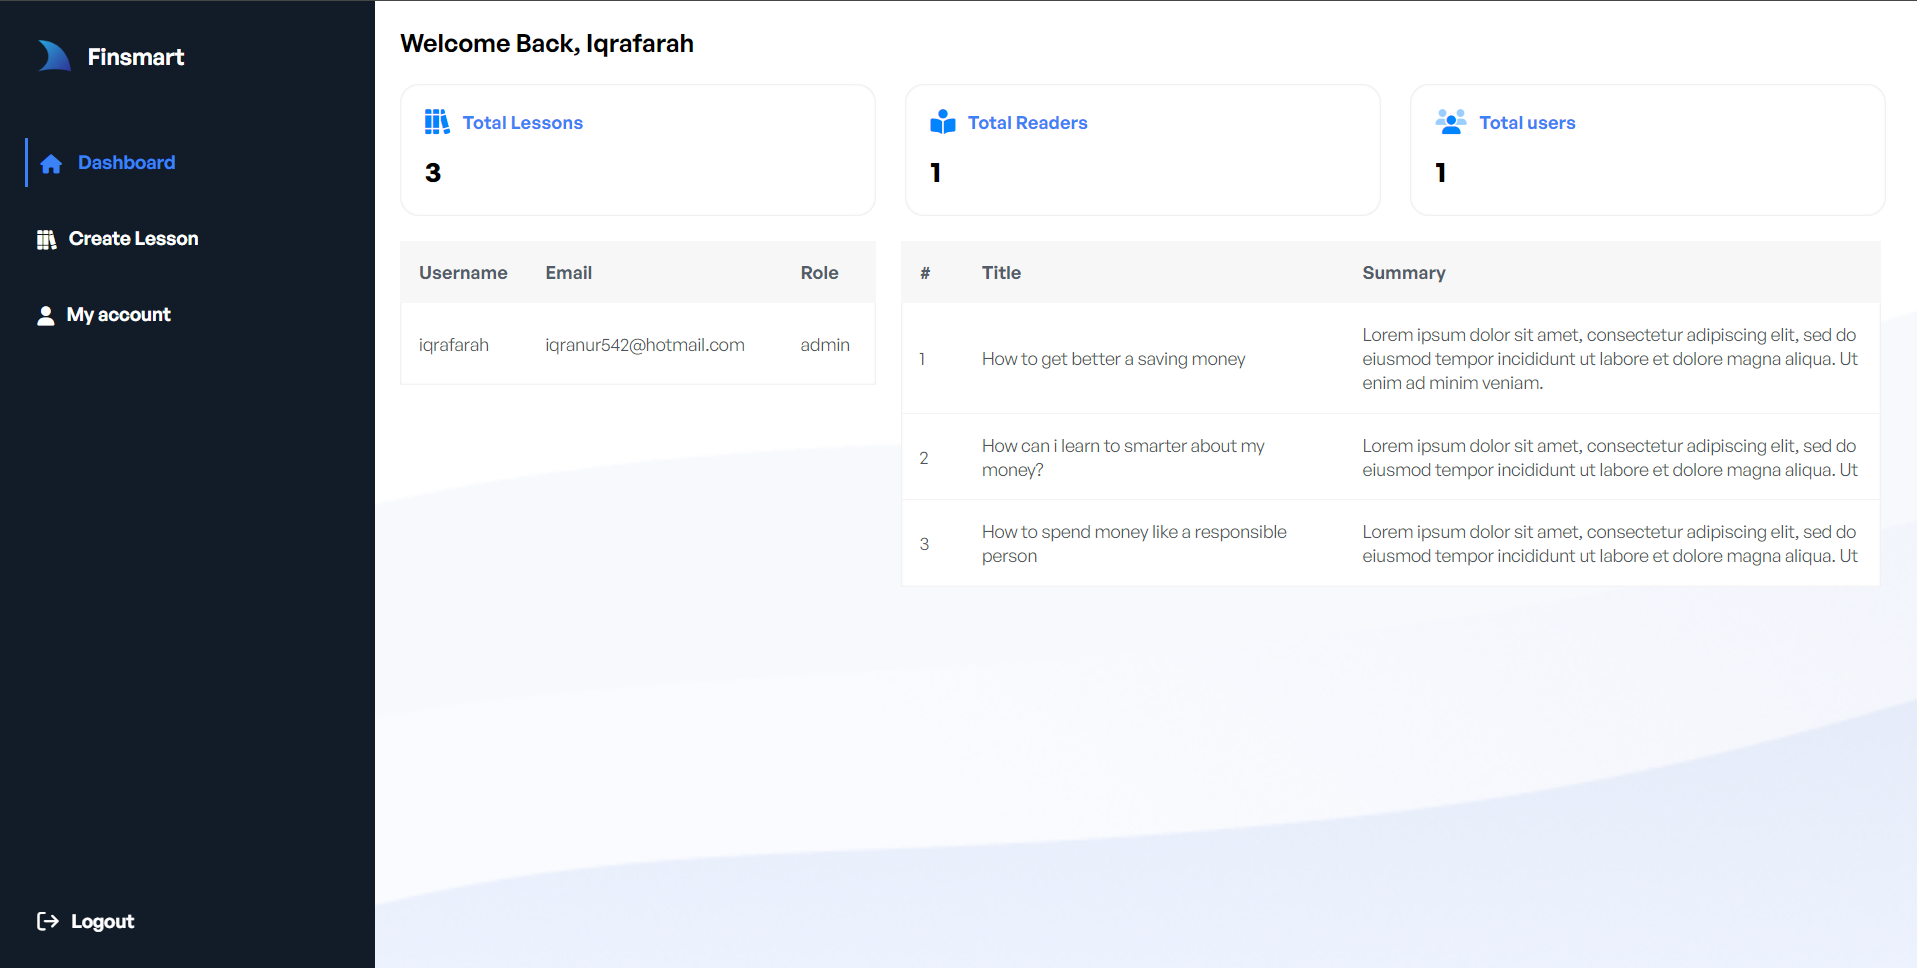 Finsmart
Dashboard
Create Lesson
My account
Logout
Welcome Back, Iqrafarah
Total Lessons
3
Total Readers
1
Total users
1
Username Email Role
iqrafarah iqranur542@hotmail.com admin
# Title Summary
1 How to get better a saving money
Lorem ipsum dolor sit amet, consectetur adipiscing elit, sed do
eiusmod tempor incididunt ut labore et dolore magna aliqua. Ut
enim ad minim veniam.
2 How can i learn to smarter about my
money?
Lorem ipsum dolor sit amet, consectetur adipiscing elit, sed do
eiusmod tempor incididunt ut labore et dolore magna aliqua. Ut
3 How to spend money like a responsible
person
Lorem ipsum dolor sit amet, consectetur adipiscing elit, sed do
eiusmod tempor incididunt ut labore et dolore magna aliqua. Ut